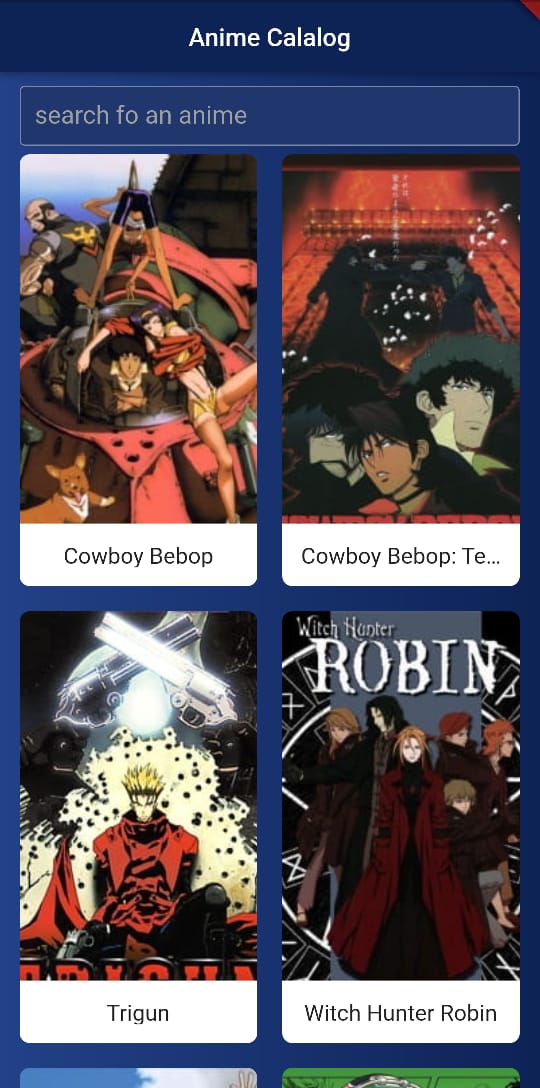 Anime Calalog
search fo an anime
Cowboy Bebop
Cowboy Bebop: Te...
Witch Hunter
ROBIN
Trigun
Witch Hunter Robin